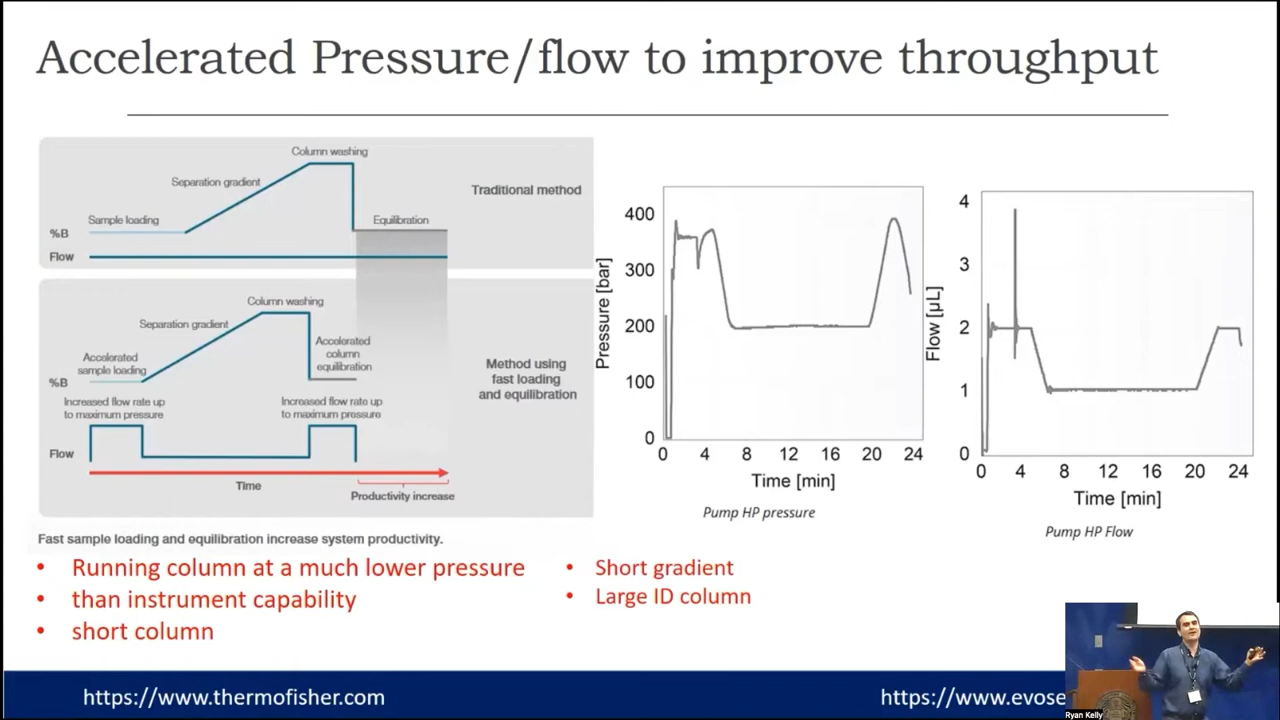 Accelerated Pressure/flow to improve throughput
Column washing
Separation gradient
Traditional method
Sample loading
Equilibration
%B
Flow
Column washing
Separation gradient
Accelerated
column
equilibration
Accelerated
sample loading
Method using
fast loading
and equilibration
%B
Increased flow rate up
to maximum pressure
Increased flow rate up
to maximum pressure
Flow
Time
Productivity increase
Fast sample loading and equilibration increase system productivity.
Pressure [bar]
400
300
200
100
0
0 4 8 12 16 20 24
Time [min]
Pump HP pressure
Flow [µL]
4
3
2
1
0
0 4 8 12 16 20 24
Time [min]
Pump HP Flow
• Running column at a much lower pressure
• than instrument capability
• short column
• Short gradient
• Large ID column
https://www.thermofisher.com
https://www.evose
Ryan Kelly